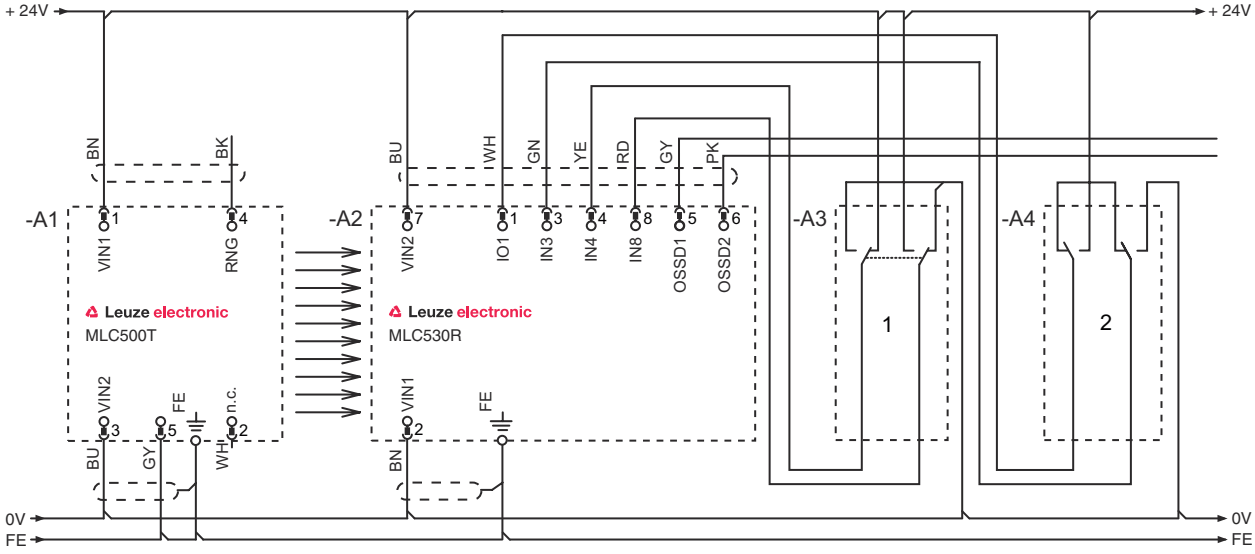 + 24V
+ 24V
BN
BK
BU
WH
GN
YE
RD
GY
PK
-A1
1
4
-A2
7
1
3
4
8
5
6
-A3
-A4
VIN1
RNG
VIN2
IO1
IN3
IN4
IN8
OSSD1
OSSD2
Leuze electronic
MLC500T
Leuze electronic
MLC530R
1
2
VIN2
FE
n.c.
VIN1
FE
3
5
2
2
BU
GY
WH
BN
0V
0V
FE
FE